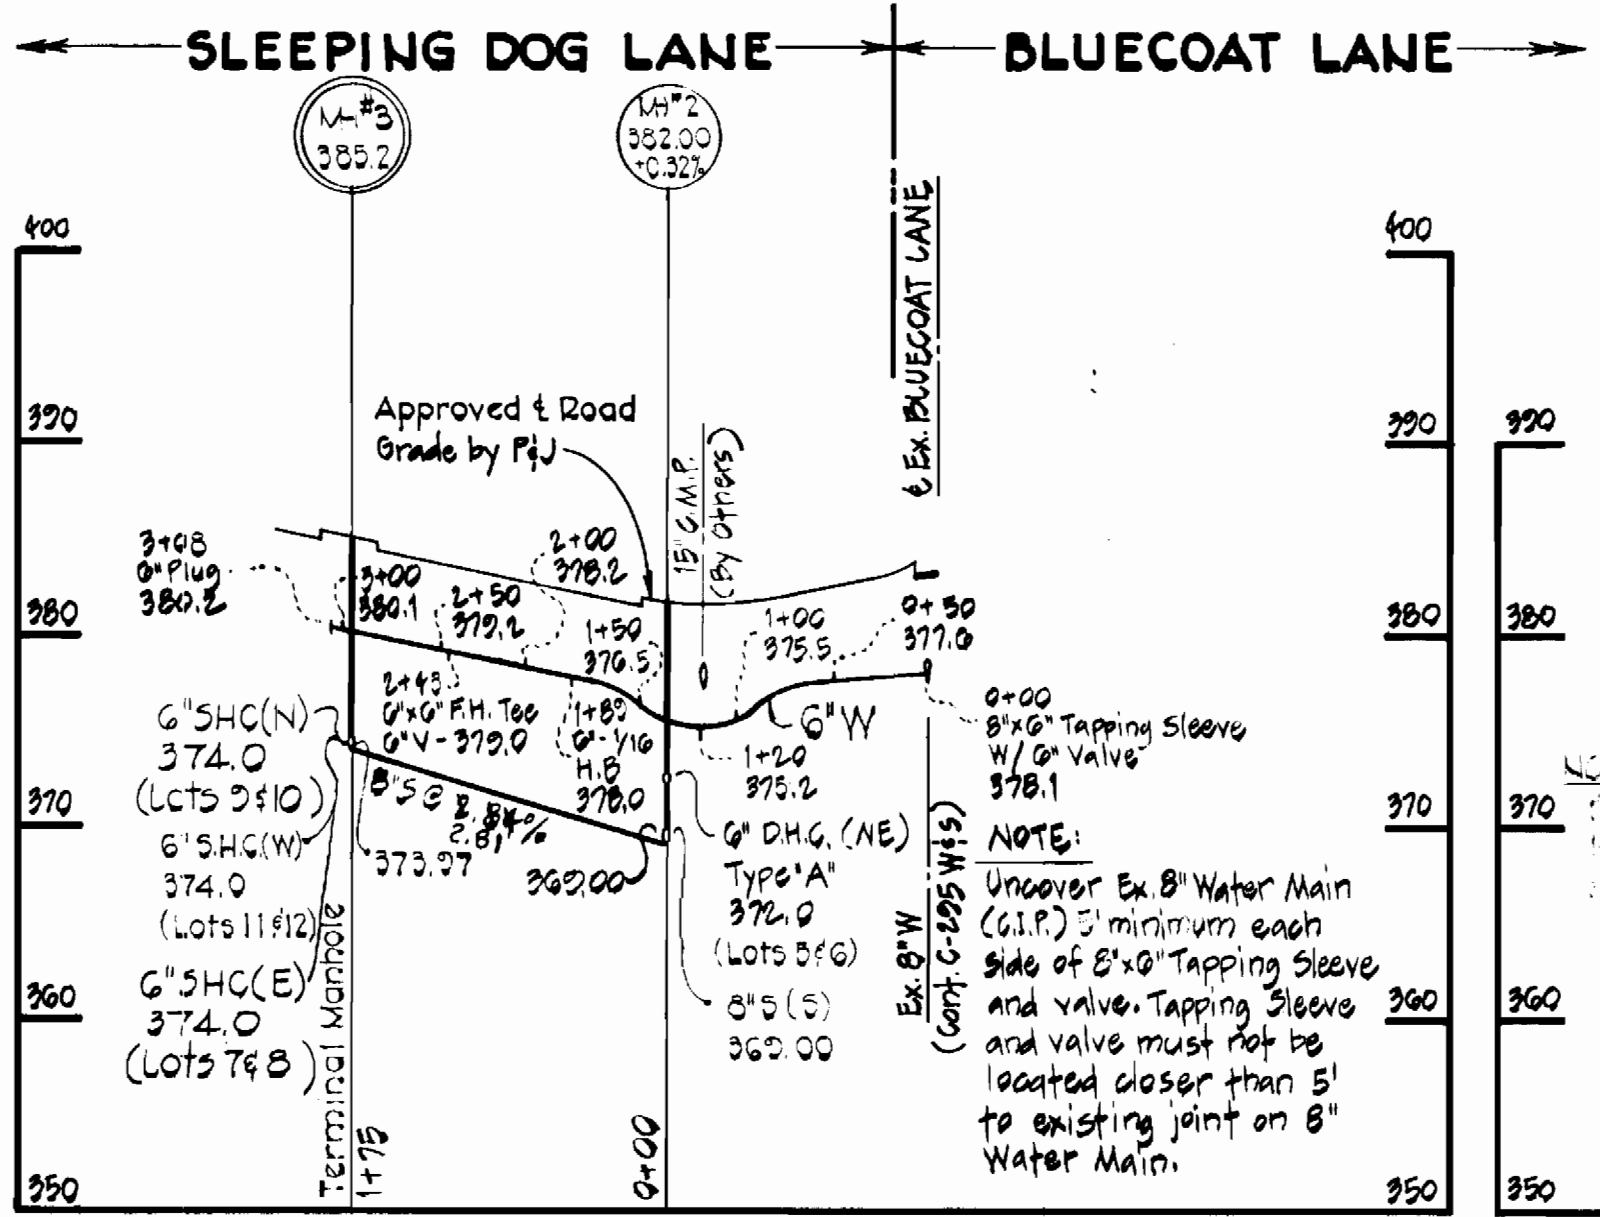 SLEEPING DOG LANE
BLUECOAT LANE
MH#3
385.2
MH#2
382.00
+0.32%
400
390
380
370
360
350
400
390
380
370
360
350
390
380
370
360
350
℄ Ex. BLUECOAT LANE
Approved ℄ Road
Grade by P&J
15" C.M.P.
(By Others)
3+08
6" Plug
380.2
3+00
380.1
2+50
379.2
2+00
378.2
1+50
376.5
1+00
375.5
0+50
377.6
2+43
6"x6" F.H. Tee
6"V-379.0
1+89
6"-1/16
H.B
378.0
6"W
1+20
375.2
0+00
8"x6" Tapping Sleeve
W/ 6" Valve
378.1
6"SHC(N)
374.0
(Lots 9&10)
6"S.H.C.(W)
374.0
(Lots 11&12)
6"SHC(E)
374.0
(Lots 7&8)
8"S @
2.84%
373.97
369.00
6" D.H.C. (NE)
Type "A"
372.0
(Lots 5&6)
8"S (S)
369.00
Ex. 8"W
(Cont. C-295 W&S)
NOTE:
Uncover Ex. 8" Water Main
(C.I.P.) 5' minimum each
side of 8"x6" Tapping Sleeve
and valve. Tapping Sleeve
and valve must not be
located closer than 5'
to existing joint on 8"
Water Main.
Terminal Manhole
1+75
0+00